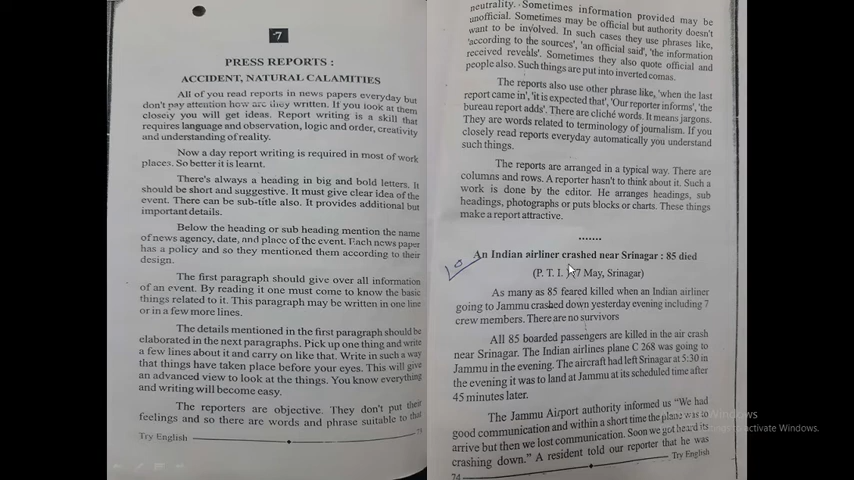 7
PRESS REPORTS :
ACCIDENT, NATURAL CALAMITIES
All of you read reports in news papers everyday but
don't pay attention how are they written. If you look at them
closely you will get ideas. Report writing is a skill that
requires language and observation, logic and order, creativity
and understanding of reality.
Now a day report writing is required in most of work
places. So better it is learnt.
There's always a heading in big and bold letters. It
should be short and suggestive. It must give clear idea of the
event. There can be sub-title also. It provides additional but
important details.
Below the heading or sub heading mention the name
of news agency, date, and place of the event. Each news paper
has a policy and so they mentioned them according to their
design.
The first paragraph should give over all information
of an event. By reading it one must come to know the basic
things related to it. This paragraph may be written in one line
or in a few more lines.
The details mentioned in the first paragraph should be
elaborated in the next paragraphs. Pick up one thing and write
a few lines about it and carry on like that. Write in such a way
that things have taken place before your eyes. This will give
an advanced view to look at the things. You know everything
and writing will become easy.
The reporters are objective. They don't put their
feelings and so there are words and phrase suitable to that
Try English
neutrality. Sometimes information provided may be
unofficial. Sometimes may be official but authority doesn't
want to be involved. In such cases they use phrases like,
'according to the sources', 'an official said', 'the information
received reveals'. Sometimes they also quote official and
people also. Such things are put into inverted comas.
The reports also use other phrase like, 'when the last
report came in', 'it is expected that', 'Our reporter informs', 'the
bureau report adds'. There are cliché words. It means jargons.
They are words related to terminology of journalism. If you
closely read reports everyday automatically you understand
such things.
The reports are arranged in a typical way. There are
columns and rows. A reporter hasn't to think about it. Such a
work is done by the editor. He arranges headings, sub
headings, photographs or puts blocks or charts. These things
make a report attractive.
.......
An Indian airliner crashed near Srinagar : 85 died
(P. T. I. 7 May, Srinagar)
As many as 85 feared killed when an Indian airliner
going to Jammu crashed down yesterday evening including 7
crew members. There are no survivors
All 85 boarded passengers are killed in the air crash
near Srinagar. The Indian airlines plane C 268 was going to
Jammu in the evening. The aircraft had left Srinagar at 5:30 in
the evening it was to land at Jammu at its scheduled time after
45 minutes later.
The Jammu Airport authority informed us "We had
good communication and within a short time the plane was to
arrive but then we lost communication. Soon we got heard its
crashing down." A resident told our reporter that he was
74
Try English
Windows
to activate Windows.